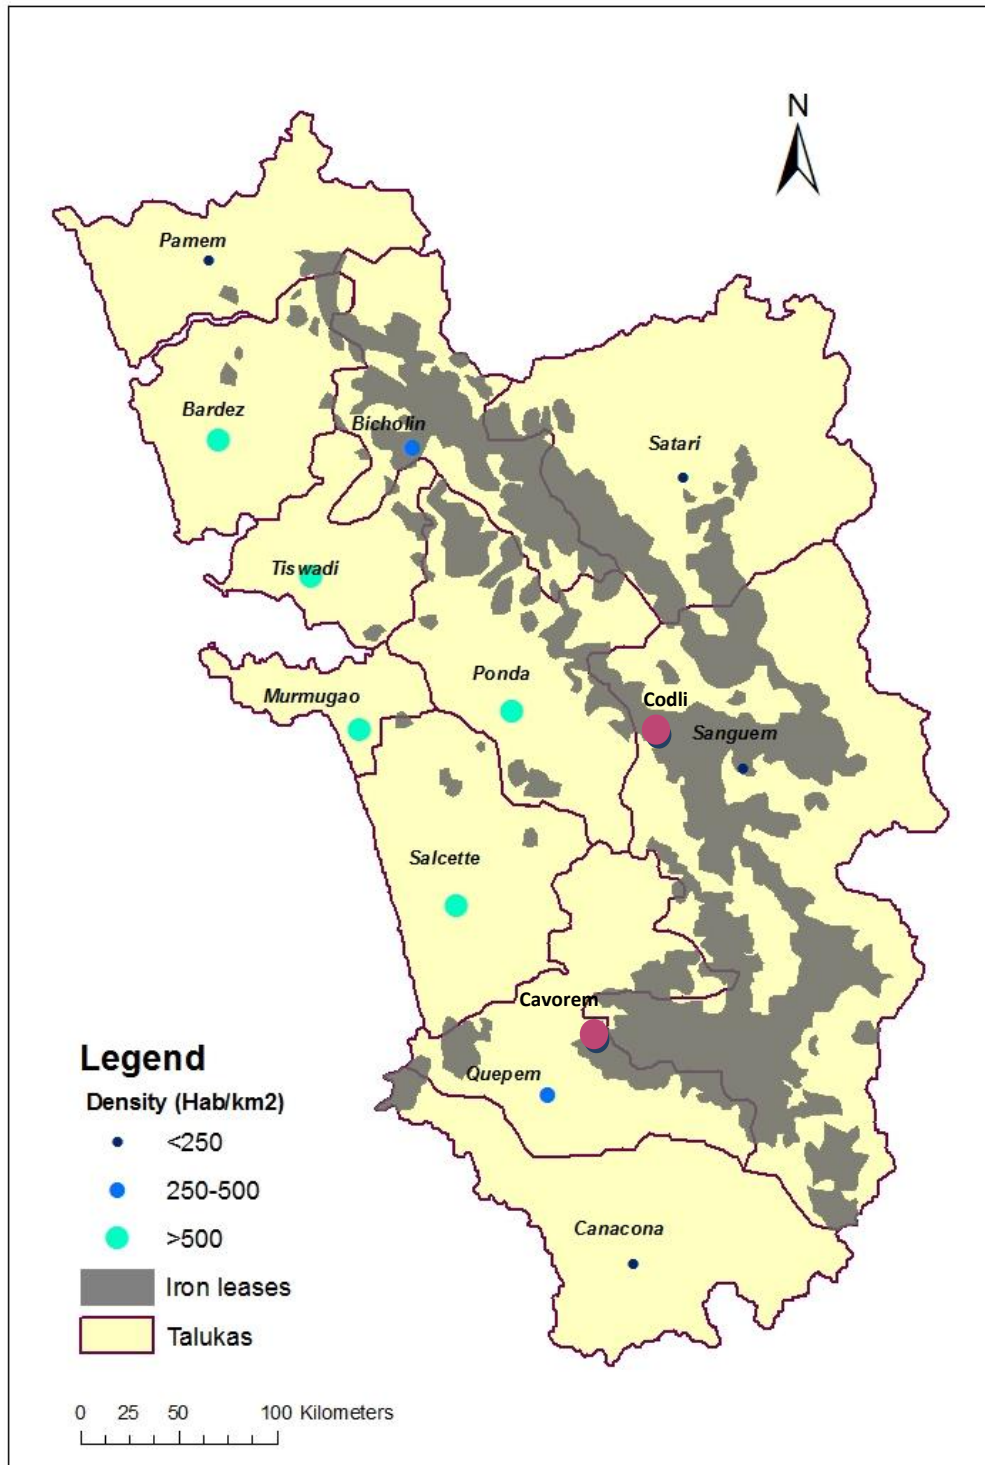 N
Pamem
Bardez
Bicholin
Satari
Tiswadi
Ponda
Murmugao
Codli
Sanguem
Salcette
Cavorem
Quepem
Canacona
Legend
Density (Hab/km2)
<250
250-500
>500
Iron leases
Talukas
0 25 50 100 Kilometers